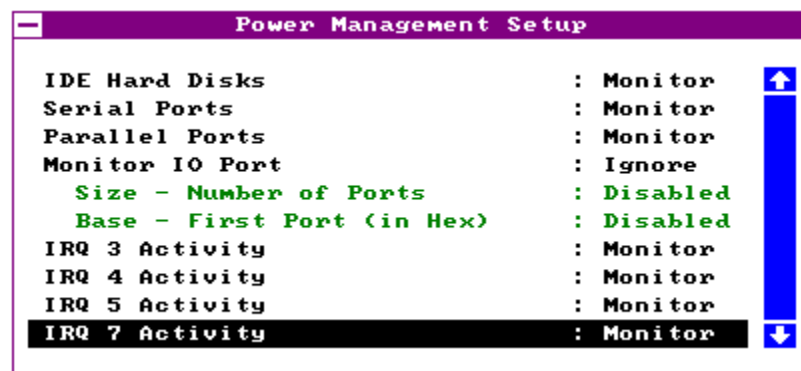 Power Management Setup
IDE Hard Disks : Monitor
Serial Ports : Monitor
Parallel Ports : Monitor
Monitor IO Port : Ignore
Size - Number of Ports : Disabled
Base - First Port (in Hex) : Disabled
IRQ 3 Activity : Monitor
IRQ 4 Activity : Monitor
IRQ 5 Activity : Monitor
IRQ 7 Activity : Monitor